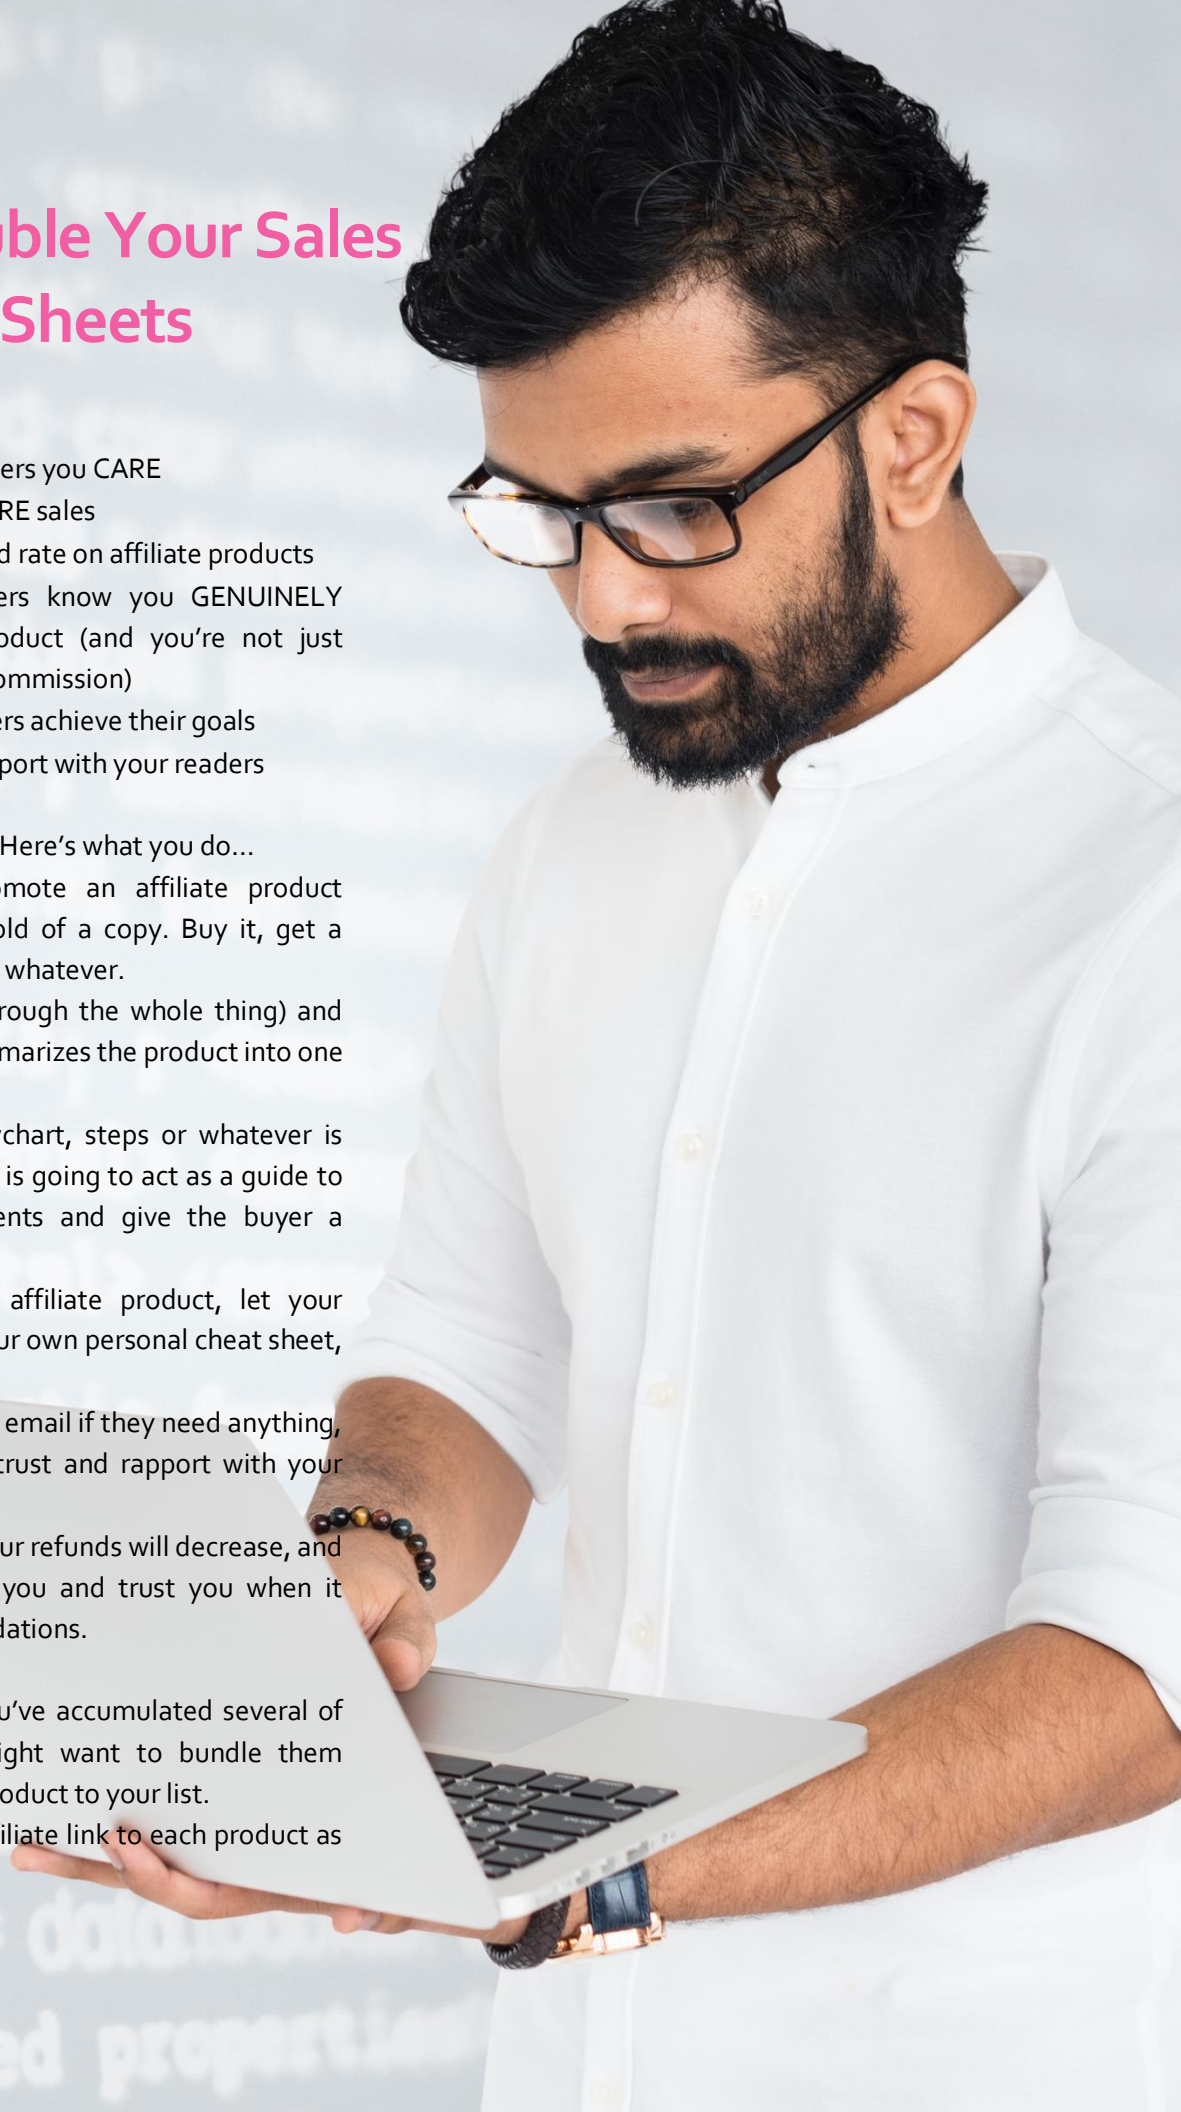 ble Your Sales
Sheets
ers you CARE
RE sales
d rate on affiliate products
ers know you GENUINELY
oduct (and you’re not just
ommission)
ers achieve their goals
port with your readers
Here’s what you do…
omote an affiliate product
old of a copy. Buy it, get a
whatever.
rough the whole thing) and
marizes the product into one
chart, steps or whatever is
is going to act as a guide to
ents and give the buyer a
affiliate product, let your
ur own personal cheat sheet,
email if they need anything,
trust and rapport with your
ur refunds will decrease, and
you and trust you when it
dations.
u’ve accumulated several of
ight want to bundle them
oduct to your list.
iliate link to each product as